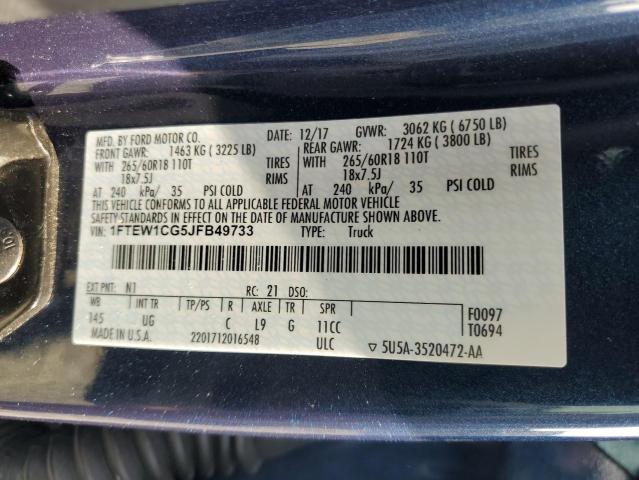 MFD. BY FORD MOTOR CO. DATE: 12/17 GVWR: 3062 KG ( 6750 LB)
FRONT GAWR: 1463 KG ( 3225 LB) REAR GAWR: 1724 KG ( 3800 LB)
WITH 265/60R18 110T TIRES WITH 265/60R18 110T TIRES
18x7.5J RIMS 18x7.5J RIMS
AT 240 kPa/ 35 PSI COLD AT 240 kPa/ 35 PSI COLD
THIS VEHICLE CONFORMS TO ALL APPLICABLE FEDERAL MOTOR VEHICLE
SAFETY STANDARDS IN EFFECT ON THE DATE OF MANUFACTURE SHOWN ABOVE.
VIN: 1FTEW1CG5JFB49733 TYPE: Truck
EXT PNT: N1 RC: 21 DSO:
WB INT TR TP/PS R AXLE TR SPR
145 UG C L9 G 11CC
F0097
T0694
MADE IN U.S.A. 2201712016548 ULC ▽ 5U5A-3520472-AA